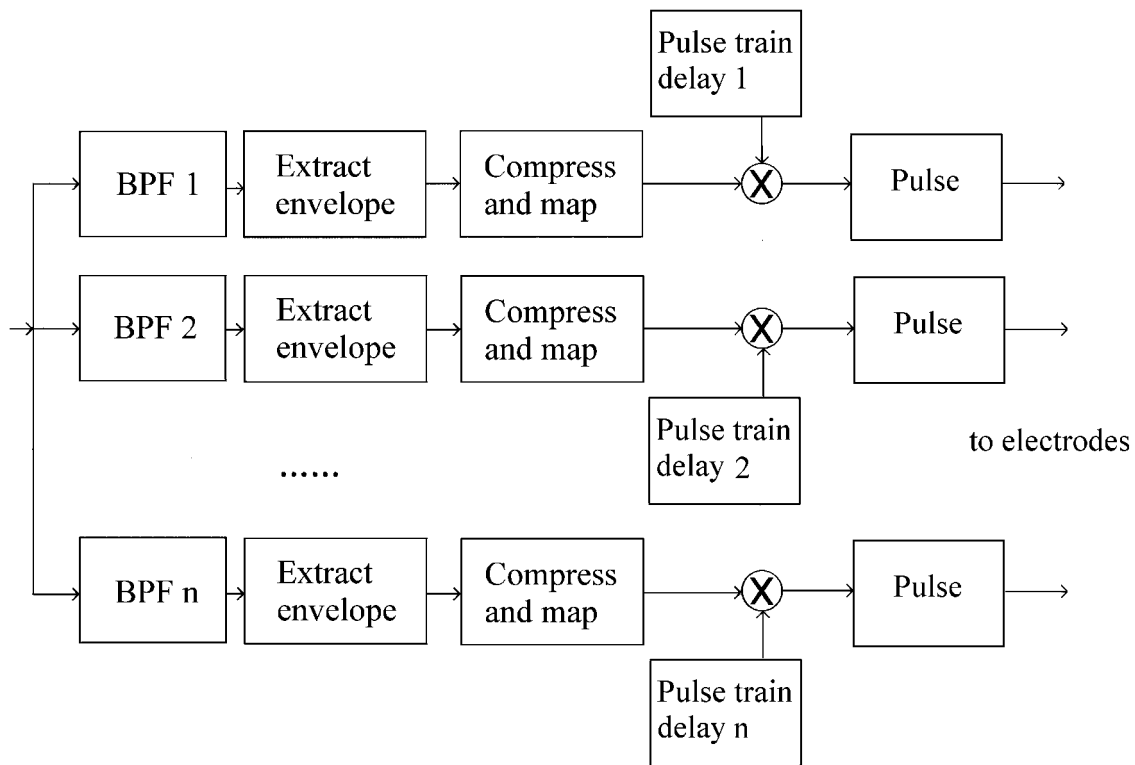 Pulse train
delay 1
BPF 1
Extract
envelope
Compress
and map
X
Pulse
BPF 2
Extract
envelope
Compress
and map
X
Pulse
Pulse train
delay 2
to electrodes
......
BPF n
Extract
envelope
Compress
and map
X
Pulse
Pulse train
delay n